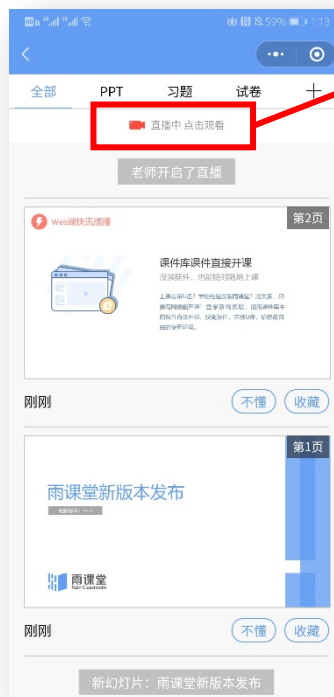 59% 1:13
全部 PPT 习题 试卷
直播中 点击观看
老师开启了直播
第2页
Web端快讯播播
课件库课件直接开课
没装插件，也能随时随地上课
刚刚 不懂 收藏
第1页
雨课堂新版本发布
雨课堂
Rain Classroom
刚刚 不懂 收藏
新幻灯片：雨课堂新版本发布